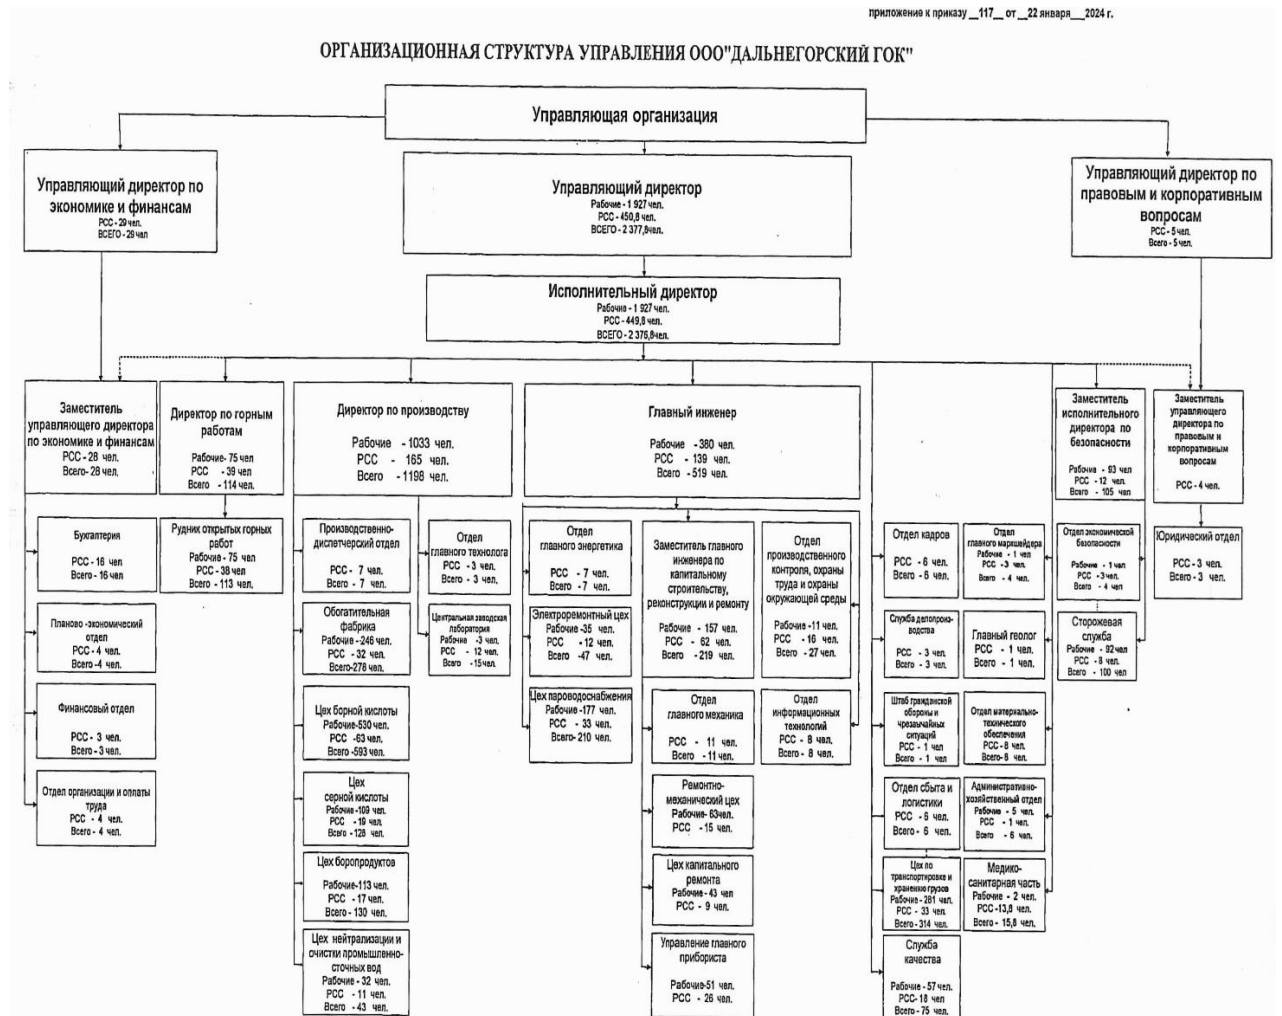 приложение к приказу __117__ от __22 января___2024 г.
ОРГАНИЗАЦИОННАЯ СТРУКТУРА УПРАВЛЕНИЯ ООО"ДАЛЬНЕГОРСКИЙ ГОК"
Управляющая организация
Управляющий директор по
экономике и финансам
РСС - 29 чел.
ВСЕГО - 29 чел
Управляющий директор
Рабочие - 1 927 чел.
РСС - 450,8 чел.
ВСЕГО - 2 377,8чел.
Управляющий директор по
правовым и корпоративным
вопросам
РСС - 5 чел.
Всего - 5 чел.
Исполнительный директор
Рабочие - 1 927 чел.
РСС - 449,8 чел.
ВСЕГО - 2 376,8чел.
Заместитель
управляющего директора
по экономике и финансам
РСС - 28 чел.
Всего- 28 чел.
Директор по горным
работам
Рабочие- 75 чел
РСС - 39 чел
Всего - 114 чел.
Директор по производству
Рабочие -1033 чел.
РСС - 165 чел.
Всего -1198 чел.
Главный инженер
Рабочие -380 чел.
РСС - 139 чел.
Всего - 519 чел.
Заместитель
исполнительного
директора по
безопасности
Рабочие - 93 чел
РСС - 12 чел.
Всего - 105 чел
Заместитель
управляющего
директора по
правовым и
корпоративным
вопросам
РСС - 4 чел.
Бухгалтерия
РСС - 16 чел
Всего - 16 чел
Планово -экономический
отдел
РСС - 4 чел.
Всего -4 чел.
Финансовый отдел
РСС - 3 чел.
Всего - 3 чел.
Отдел организации и оплаты
труда
РСС - 4 чел.
Всего - 4 чел.
Рудник открытых горных
работ
Рабочие - 75 чел
РСС - 38 чел
Всего - 113 чел.
Производственно-
диспетчерский отдел
РСС - 7 чел.
Всего - 7 чел.
Обогатительная
фабрика
Рабочие -246 чел.
РСС - 32 чел.
Всего-278 чел.
Цех борной кислоты
Рабочие-530 чел.
РСС -63 чел.
Всего -593 чел.
Цех
серной кислоты
Рабочие -109 чел.
РСС - 19 чел
Всего - 128 чел.
Цех боропродуктов
Рабочие-113 чел.
РСС - 17 чел.
Всего - 130 чел.
Цех нейтрализации и
очистки промышленно-
сточных вод
Рабочие - 32 чел.
РСС - 11 чел.
Всего - 43 чел.
Отдел
главного технолога
РСС - 3 чел.
Всего - 3 чел.
Центральная заводская
лаборатория
Рабочие -3 чел.
РСС - 12 чел.
Всего - 15чел.
Отдел
главного энергетика
РСС - 7 чел.
Всего - 7 чел.
Электроремонтный цех
Рабочие -35 чел.
РСС - 12 чел.
Всего -47 чел.
Цех пароводоснабжения
Рабочие -177 чел.
РСС - 33 чел.
Всего- 210 чел.
Заместитель главного
инженера по
капитальному
строительству,
реконструкции и ремонту
Рабочие - 157 чел.
РСС - 62 чел.
Всего - 219 чел.
Отдел
главного механика
РСС - 11 чел.
Всего - 11 чел.
Ремонтно-
механический цех
Рабочие- 63чел.
РСС - 15 чел.
Цех капитального
ремонта
Рабочие - 43 чел
РСС - 9 чел.
Управление главного
прибориста
Рабочие-51 чел.
РСС - 26 чел.
Отдел
производственного
контроля, охраны
труда и охраны
окружающей среды
Рабочие -11 чел.
РСС - 16 чел.
Всего - 27 чел.
Отдел
информационных
технологий
РСС - 8 чел.
Всего - 8 чел.
Отдел кадров
РСС - 6 чел.
Всего - 6 чел.
Служба делопроиз-
водства
РСС - 3 чел.
Всего - 3 чел.
Штаб гражданской
обороны и
чрезвычайных
ситуаций
РСС - 1 чел
Всего - 1 чел
Отдел сбыта и
логистики
РСС - 6 чел.
Всего - 6 чел.
Цех по
транспортировке и
хранению грузов
Рабочие -281 чел.
РСС - 33 чел.
Всего - 314 чел.
Служба
качества
Рабочие - 57 чел.
РСС- 18 чел
Всего - 75 чел.
Отдел
главного маркшейдера
Рабочие - 1 чел
РСС -3 чел.
Всего - 4 чел.
Главный геолог
РСС - 1 чел.
Всего - 1 чел.
Отдел материально-
технического
обеспечения
РСС - 8 чел.
Всего-8 чел.
Административно-
хозяйственный отдел
Рабочие - 5 чел.
РСС - 1 чел.
Всего - 6 чел.
Медико-
санитарная часть
Рабочие - 2 чел.
РСС -13,8 чел.
Всего - 15,8 чел.
Отдел экономической
безопасности
Рабочие - 1 чел
РСС - 3чел.
Всего - 4 чел
Сторожевая
служба
Рабочие - 92чел
РСС - 8 чел.
Всего - 100 чел
Юридический отдел
РСС - 3 чел.
Всего - 3 чел.